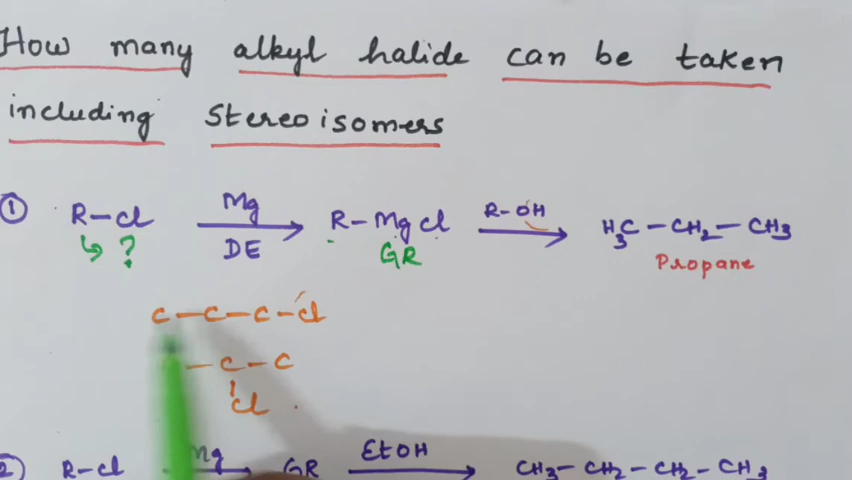 How many alkyl halide can be taken
including Stereoisomers
① R-Cl Mg DE R-MgCl R-OH H3C-CH2-CH3
? GR Propane
C-C-C-Cl
-C-C
Cl
② R-Cl Mg GR EtOH CH3-CH2-CH2-CH3